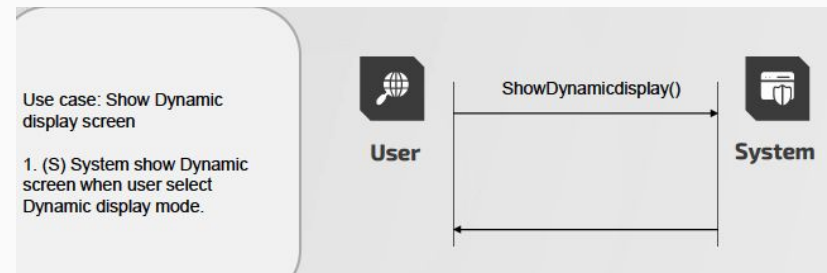 Use case: Show Dynamic
display screen
1. (S) System show Dynamic
screen when user select
Dynamic display mode.
ShowDynamicdisplay()
User
System